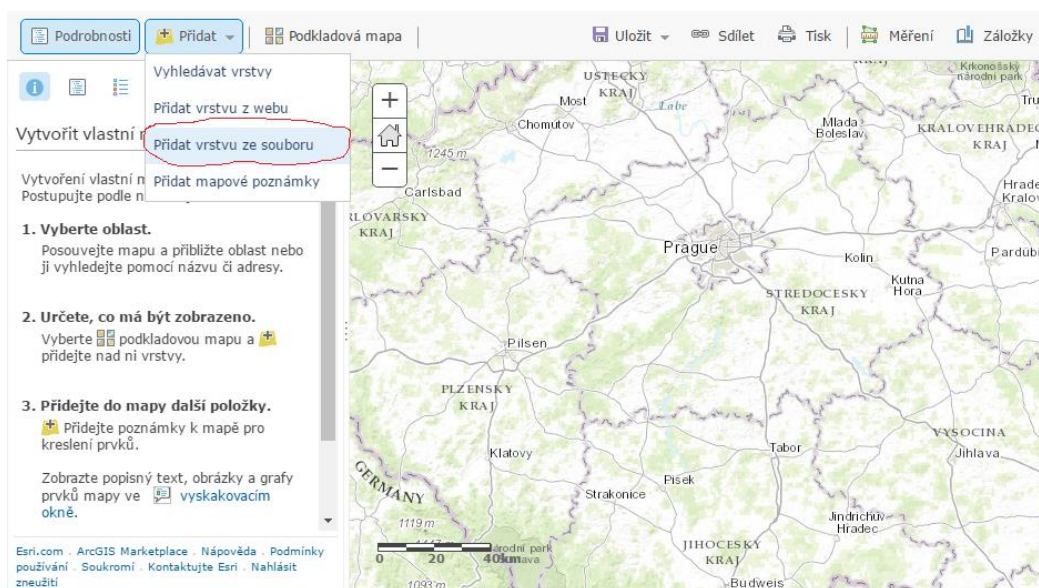 Podrobnosti
Přidat
Podkladová mapa
Uložit
Sdílet
Tisk
Měření
Záložky
Vyhledávat vrstvy
Přidat vrstvu z webu
Přidat vrstvu ze souboru
Přidat mapové poznámky
Vytvořit vlastní
Vytvoření vlastní
Postupujte podle
1. Vyberte oblast.
Posouvejte mapu a přibližte oblast nebo
ji vyhledejte pomocí názvu či adresy.
2. Určete, co má být zobrazeno.
Vyberte podkladovou mapu a
přidejte nad ni vrstvy.
3. Přidejte do mapy další položky.
Přidejte poznámky k mapě pro
kreslení prvků.
Zobrazte popisný text, obrázky a grafy
prvků mapy ve vyskakovacím
okně.
Esri.com . ArcGIS Marketplace . Nápověda . Podmínky
používání . Soukromí . Kontaktujte Esri . Nahlásit
zneužití
+
−
USTECKY
KRAJ
Most
Labe
Chomutov
Mlada
Boleslav
Krkonošský
národní park
KRALOVEHRADEC
KRAJ
1245 m
Carlsbad
KRAJ
Prague
Kolin
Kutna
Hora
STREDOCESKY
KRAJ
Pilsen
PLZENSKY
KRAJ
Klatovy
Tabor
VYSOCINA
Jihlava
GERMANY
Strakonice
Pisek
Jindrichuv
Hradec
1119 m
JIHOCESKY
KRAJ
Budweis
0 20 40km
1093 m